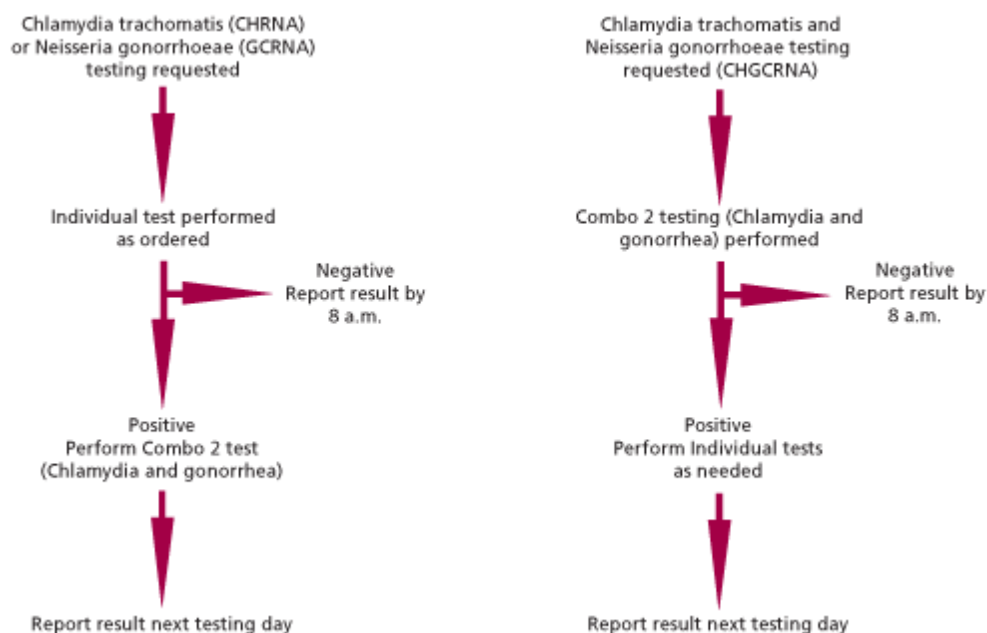 Chlamydia trachomatis (CHRNA)
or Neisseria gonorrhoeae (GCRNA)
testing requested
Individual test performed
as ordered
Negative
Report result by
8 a.m.
Positive
Perform Combo 2 test
(Chlamydia and gonorrhea)
Report result next testing day
Chlamydia trachomatis and
Neisseria gonorrhoeae testing
requested (CHGCRNA)
Combo 2 testing (Chlamydia and
gonorrhea) performed
Negative
Report result by
8 a.m.
Positive
Perform Individual tests
as needed
Report result next testing day